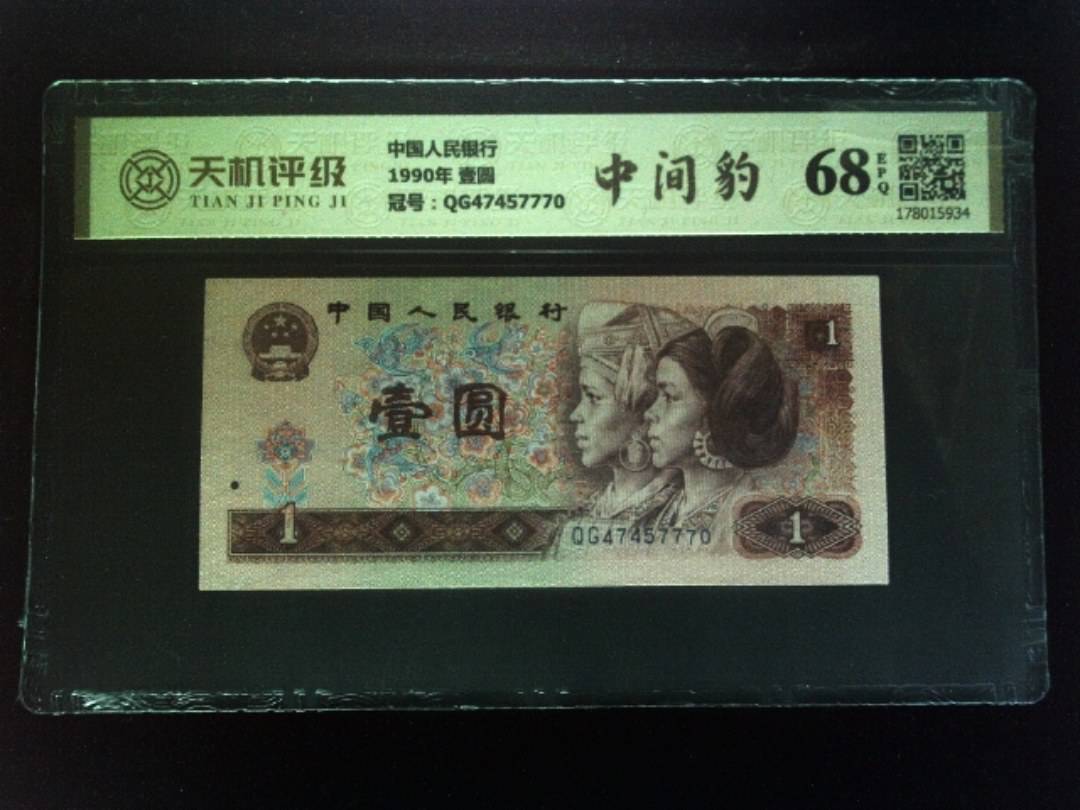 天机评级
TIAN JI PING JI
中国人民银行
1990年 壹圆
冠号：QG47457770
中间豹
68
EPQ
178015934
中国人民银行
1
壹圆
1
QG47457770
1